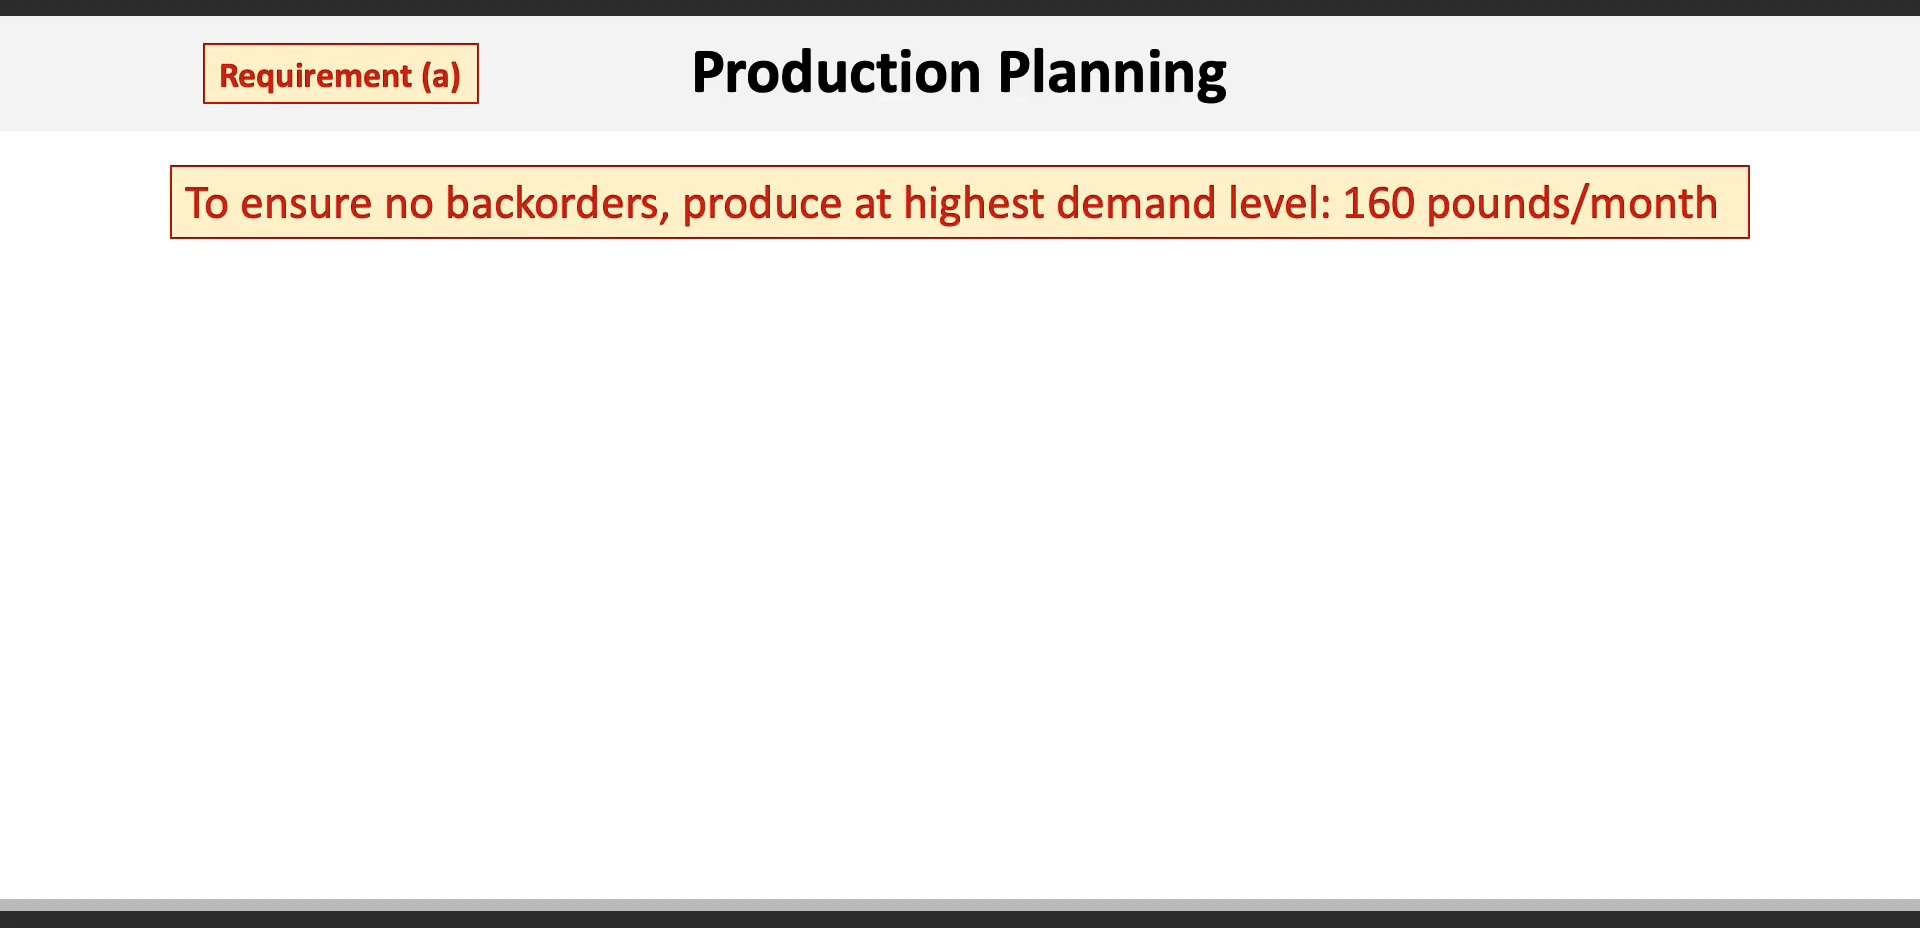 Requirement (a)
Production Planning
To ensure no backorders, produce at highest demand level: 160 pounds/month